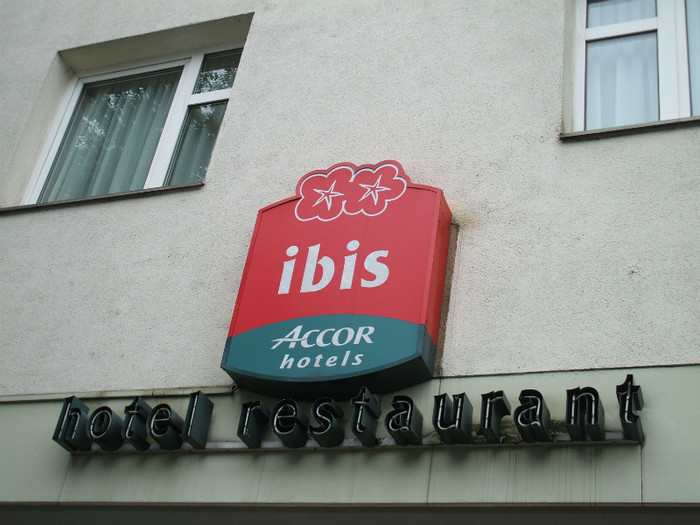 ibis
ACCOR
hotels
hotel restaurant